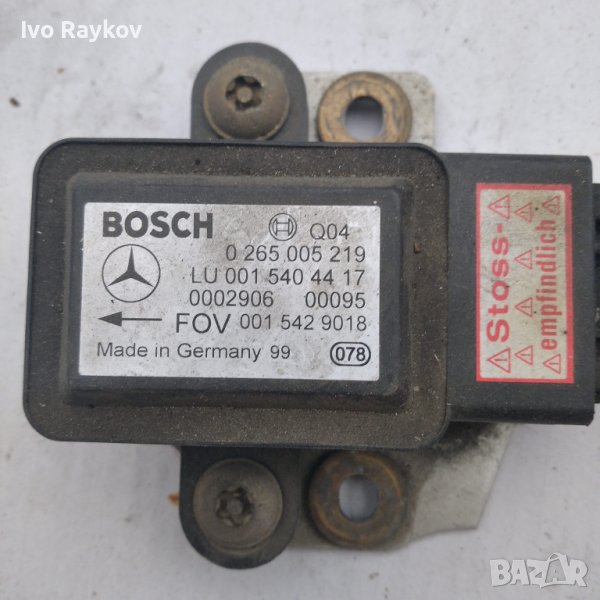 Ivo Raykov
BOSCH Q04
0 265 005 219
LU 001 540 44 17
0002906 00095
FOV 001 542 9018
Made in Germany 99 078
Stoss-
empfindlich
BAZAR